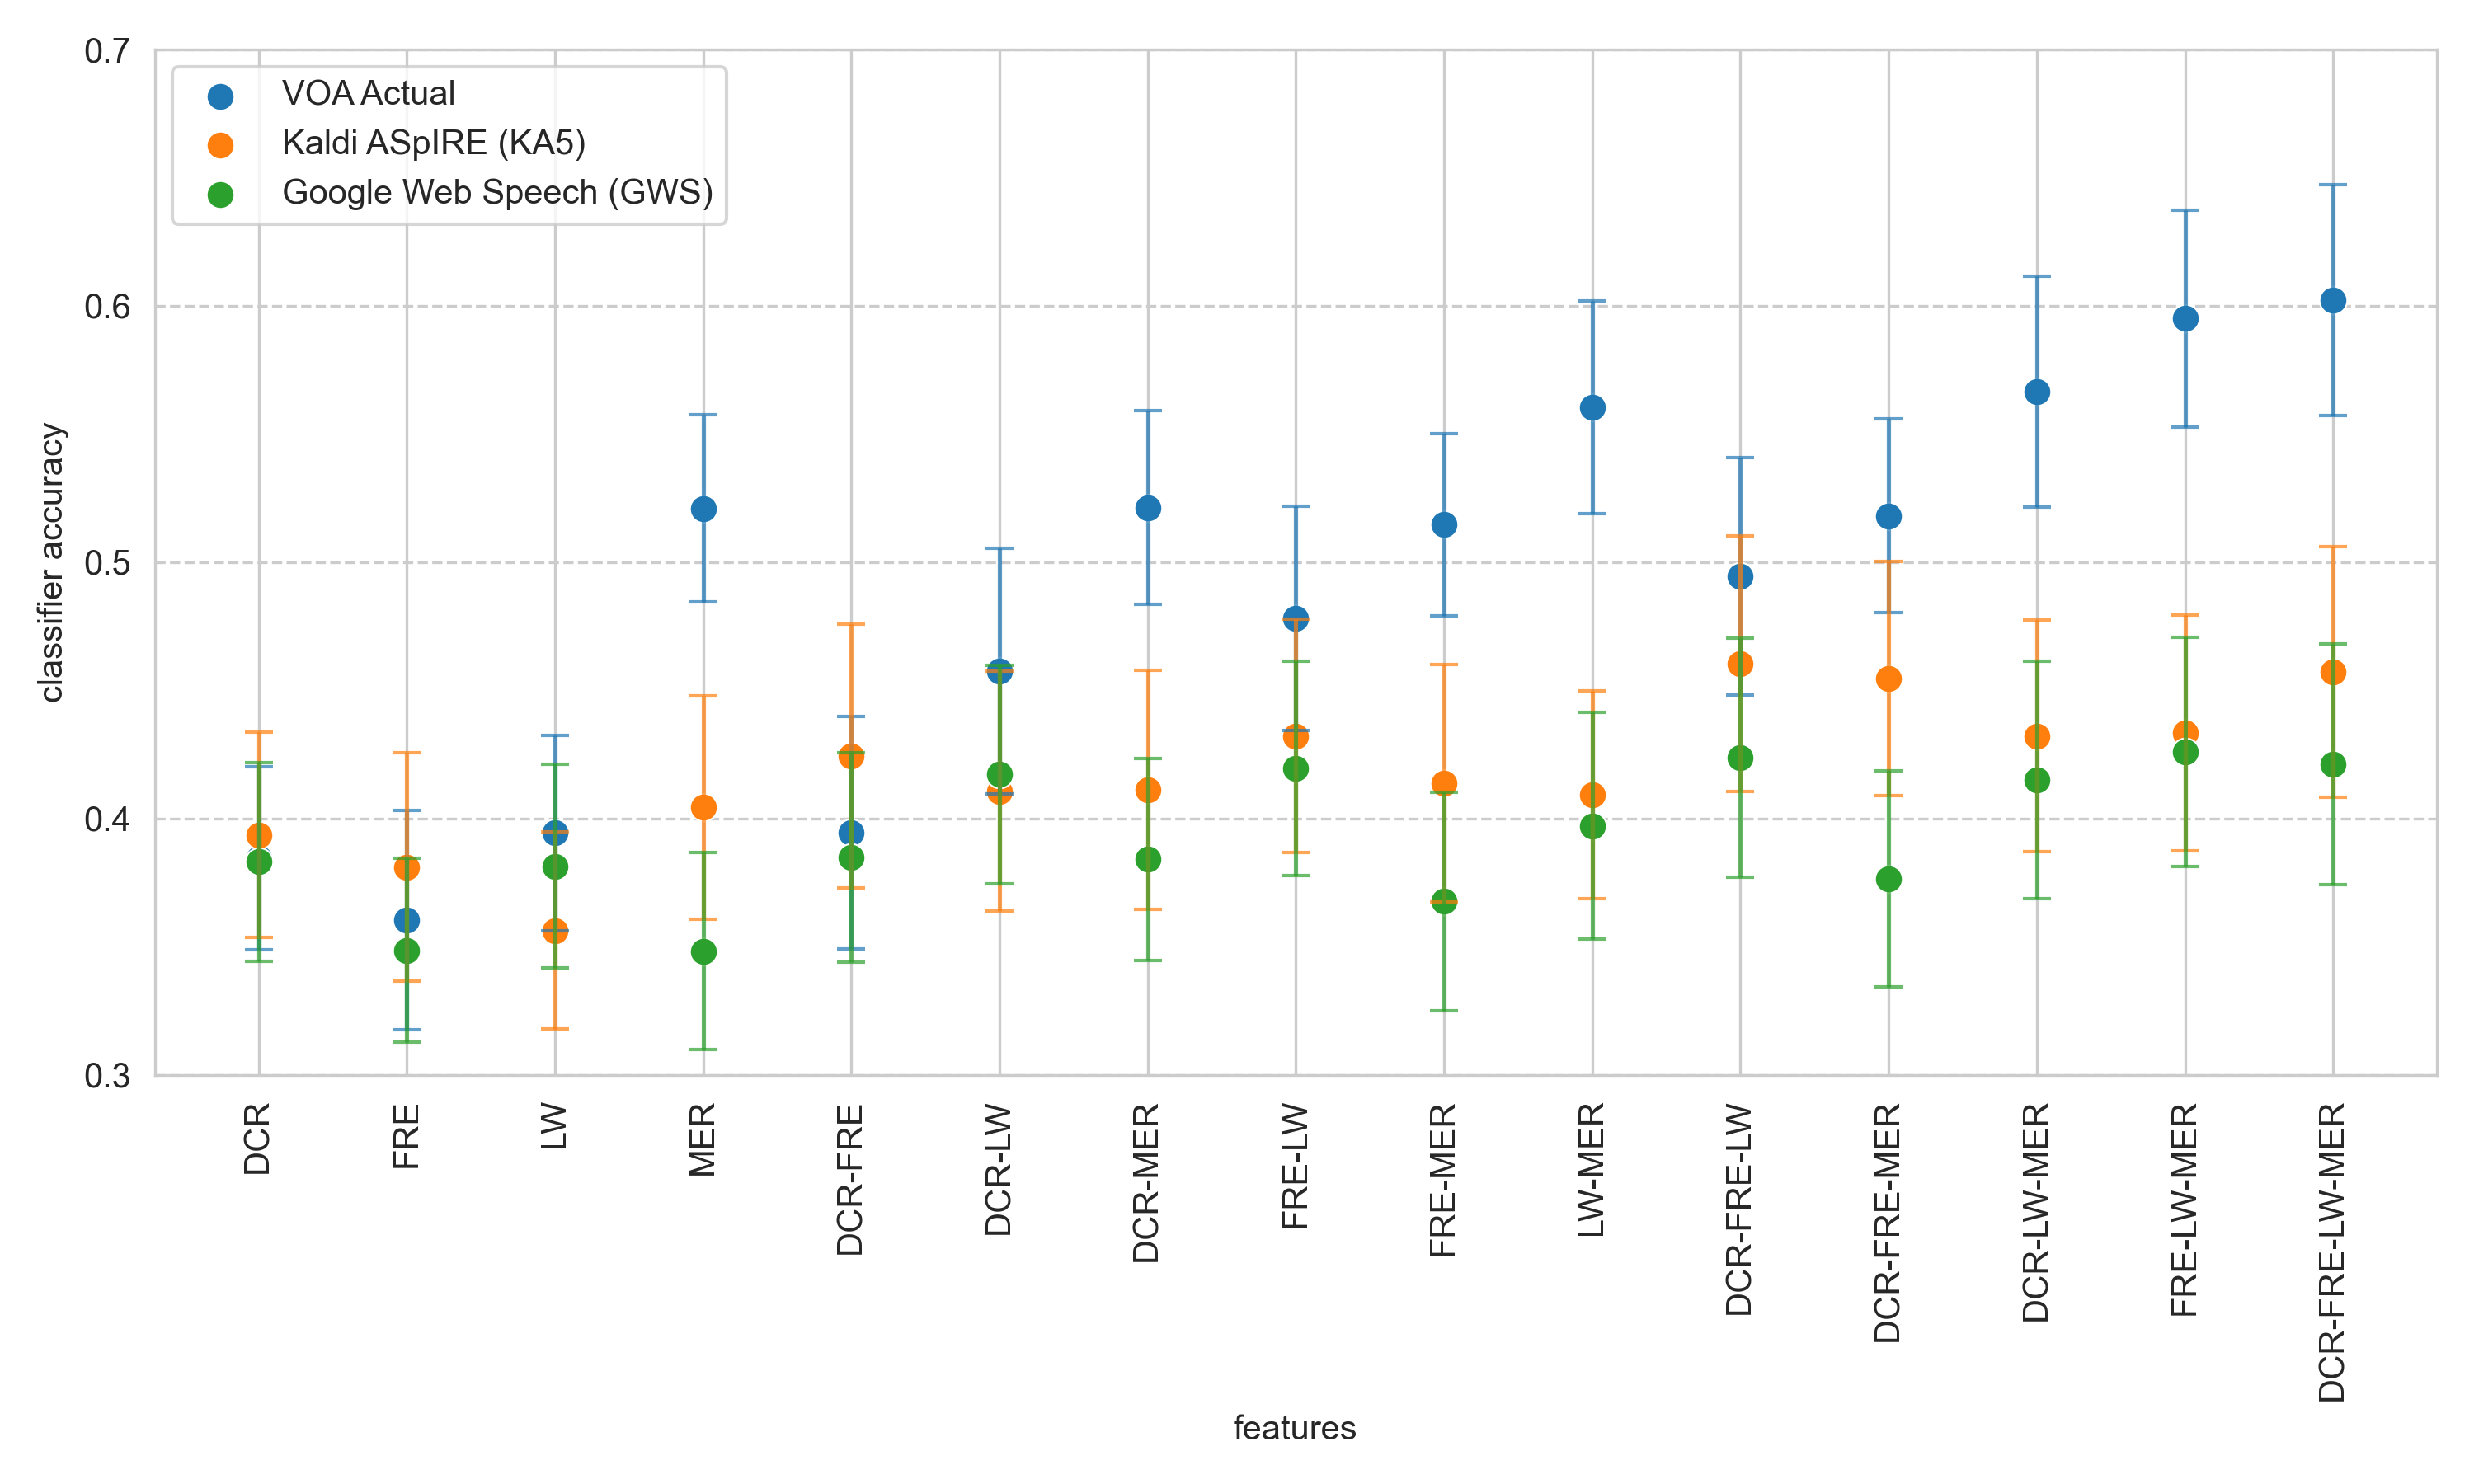 VOA Actual
Kaldi ASpIRE (KA5)
Google Web Speech (GWS)
classifier accuracy
0.7
0.6
0.5
0.4
0.3
DCR
FRE
LW
MER
DCR-FRE
DCR-LW
DCR-MER
FRE-LW
FRE-MER
LW-MER
DCR-FRE-LW
DCR-FRE-MER
DCR-LW-MER
FRE-LW-MER
DCR-FRE-LW-MER
features